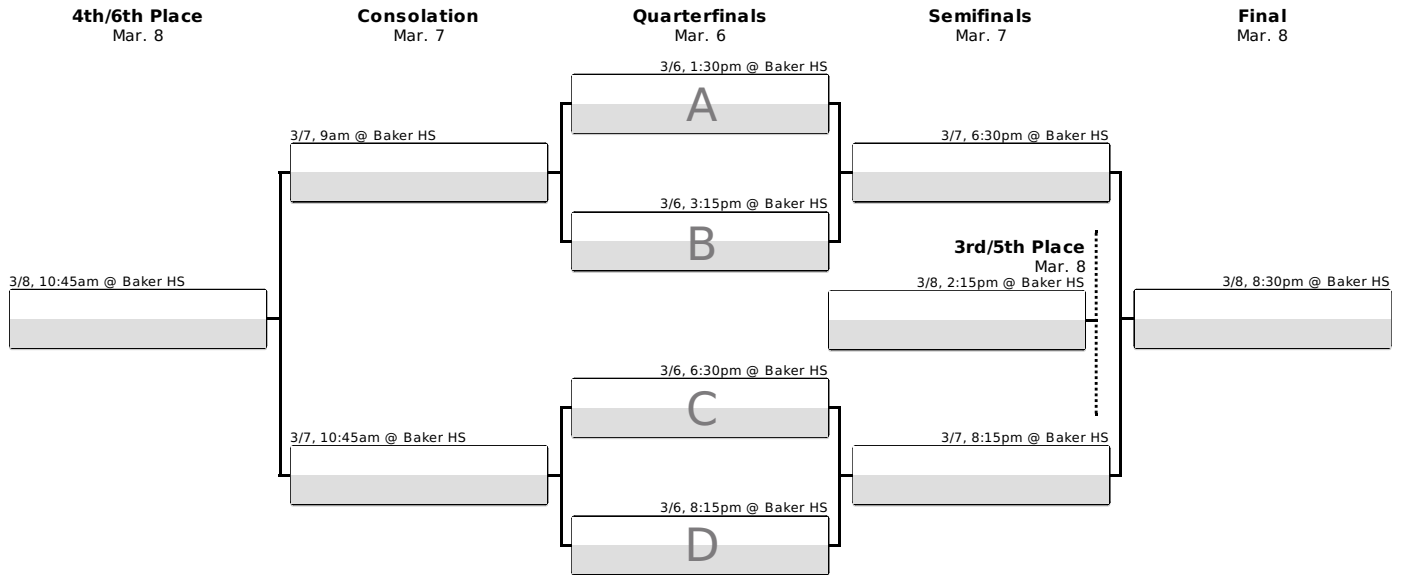 4th/6th Place
Mar. 8
Consolation
Mar. 7
Quarterfinals
Mar. 6
Semifinals
Mar. 7
Final
Mar. 8
3/6, 1:30pm @ Baker HS
A
3/7, 9am @ Baker HS
3/7, 6:30pm @ Baker HS
3/6, 3:15pm @ Baker HS
B
3rd/5th Place
Mar. 8
3/8, 10:45am @ Baker HS
3/8, 2:15pm @ Baker HS
3/8, 8:30pm @ Baker HS
3/6, 6:30pm @ Baker HS
C
3/7, 10:45am @ Baker HS
3/7, 8:15pm @ Baker HS
3/6, 8:15pm @ Baker HS
D